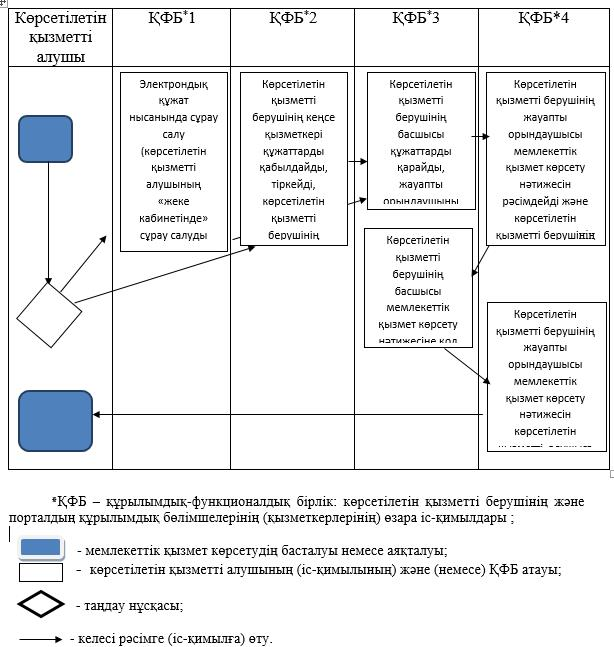 Көрсетілетін
қызметті
алушы
ҚФБ*1
ҚФБ*2
ҚФБ*3
ҚФБ*4
Электрондық
құжат
нысанында сұрау
салу
(көрсетілетін
қызметті
алушының
«жеке
кабинетінде»
сұрау салуды
Көрсетілетін
қызметті
берушінің кеңсе
қызметкері
құжаттарды
қабылдайды,
тіркейді,
көрсетілетін
қызметті
берушінің
Көрсетілетін
қызметті
берушінің
басшысы
құжаттарды
қарайды,
жауапты
орындаушыны
Көрсетілетін
қызметті берушінің
жауапты
орындаушысы
мемлекеттік
қызмет көрсету
нәтижесін
рәсімдейді және
көрсетілетін
қызметті берушінің
Көрсетілетін
қызметті
берушінің
басшысы
мемлекеттік
қызмет көрсету
нәтижесіне қол
Көрсетілетін
қызметті берушінің
жауапты
орындаушысы
мемлекеттік
қызмет көрсету
нәтижесін
көрсетілетін
*ҚФБ – құрылымдық-функционалдық бірлік: көрсетілетін қызметті берушінің және
порталдың құрылымдық бөлімшелерінің (қызметкерлерінің) өзара іс-қимылдары ;
- мемлекеттік қызмет көрсетудің басталуы немесе аяқталуы;
- көрсетілетін қызметті алушының (іс-қимылының) және (немесе) ҚФБ атауы;
- таңдау нұсқасы;
- келесі рәсімге (іс-қимылға) өту.